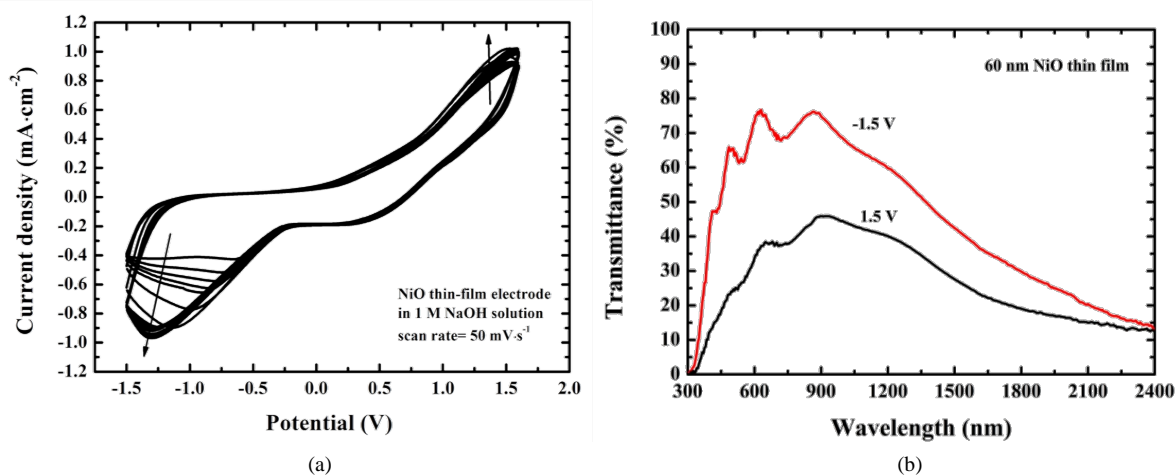 1.2
1.0
0.8
0.6
0.4
0.2
0.0
-0.2
-0.4
-0.6
-0.8
-1.0
-1.2
Current density (mA·cm-2)
NiO thin-film electrode
in 1 M NaOH solution
scan rate= 50 mV·s-1
-1.5 -1.0 -0.5 0.0 0.5 1.0 1.5 2.0
Potential (V)
(a)
100
90
80
70
60
50
40
30
20
10
0
Transmittance (%)
60 nm NiO thin film
-1.5 V
1.5 V
300 600 900 1200 1500 1800 2100 2400
Wavelength (nm)
(b)